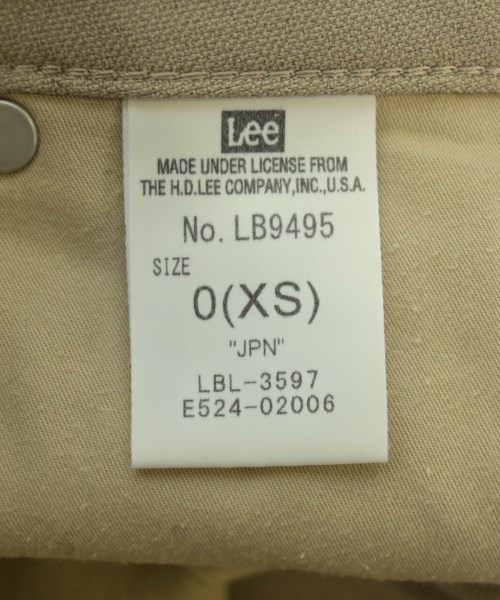 Lee
MADE UNDER LICENSE FROM
THE H.D.LEE COMPANY,INC.,U.S.A.
No. LB9495
SIZE
0(XS)
"JPN"
LBL-3597
E524-02006